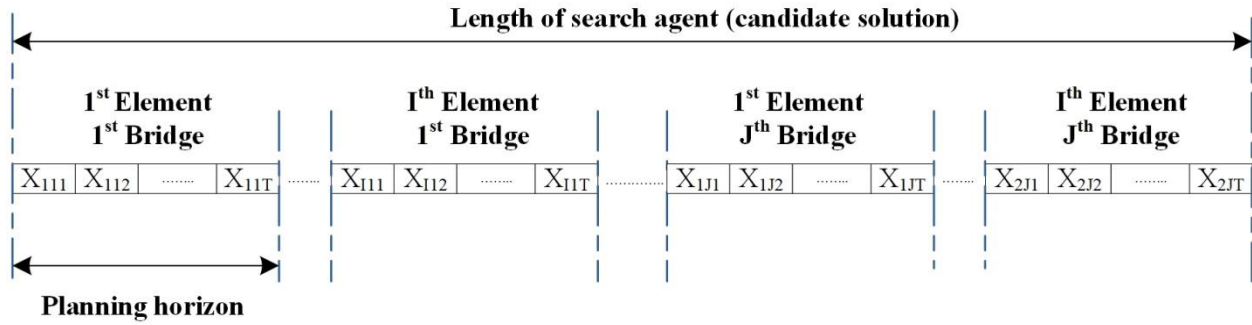 Length of search agent (candidate solution)
1st Element
1st Bridge
Ith Element
1st Bridge
1st Element
Jth Bridge
Ith Element
Jth Bridge
X111 X112 ........ X11T ........ XI11 XI12 ........ XI1T ............. X1J1 X1J2 ........ X1JT ........ X2J1 X2J2 ........ X2JT
Planning horizon